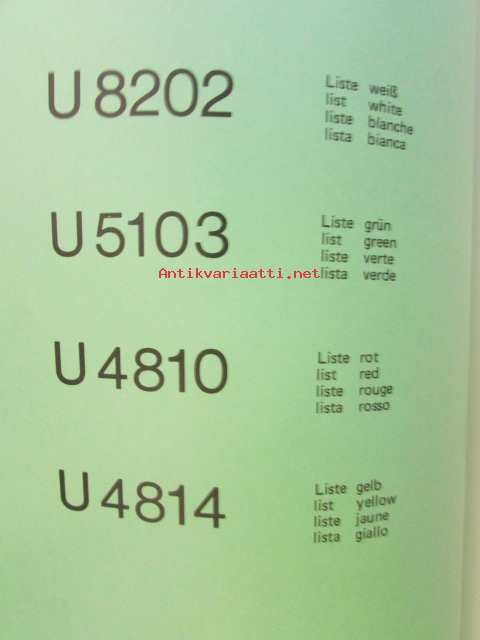 U 8202
Liste weiß
list white
liste blanche
lista bianca
U 5103
Liste grün
list green
liste verte
lista verde
Antikvariaatti.net
U 4810
Liste rot
list red
liste rouge
lista rosso
U 4814
Liste gelb
list yellow
liste jaune
lista giallo